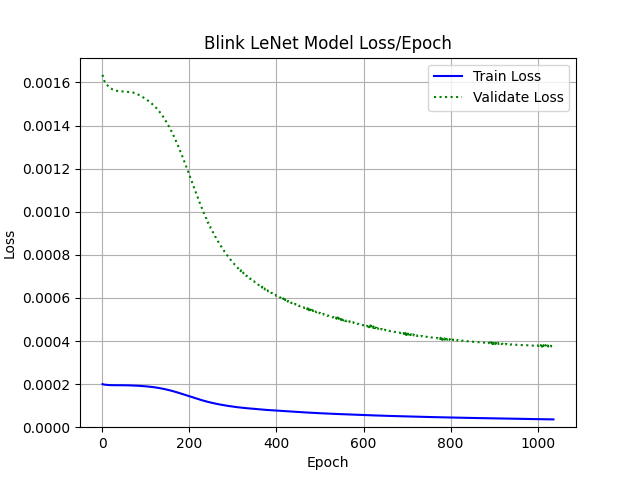 Blink LeNet Model Loss/Epoch
Train Loss
Validate Loss
0.0016
0.0014
0.0012
0.0010
0.0008
0.0006
0.0004
0.0002
0.0000
Loss
0 200 400 600 800 1000
Epoch